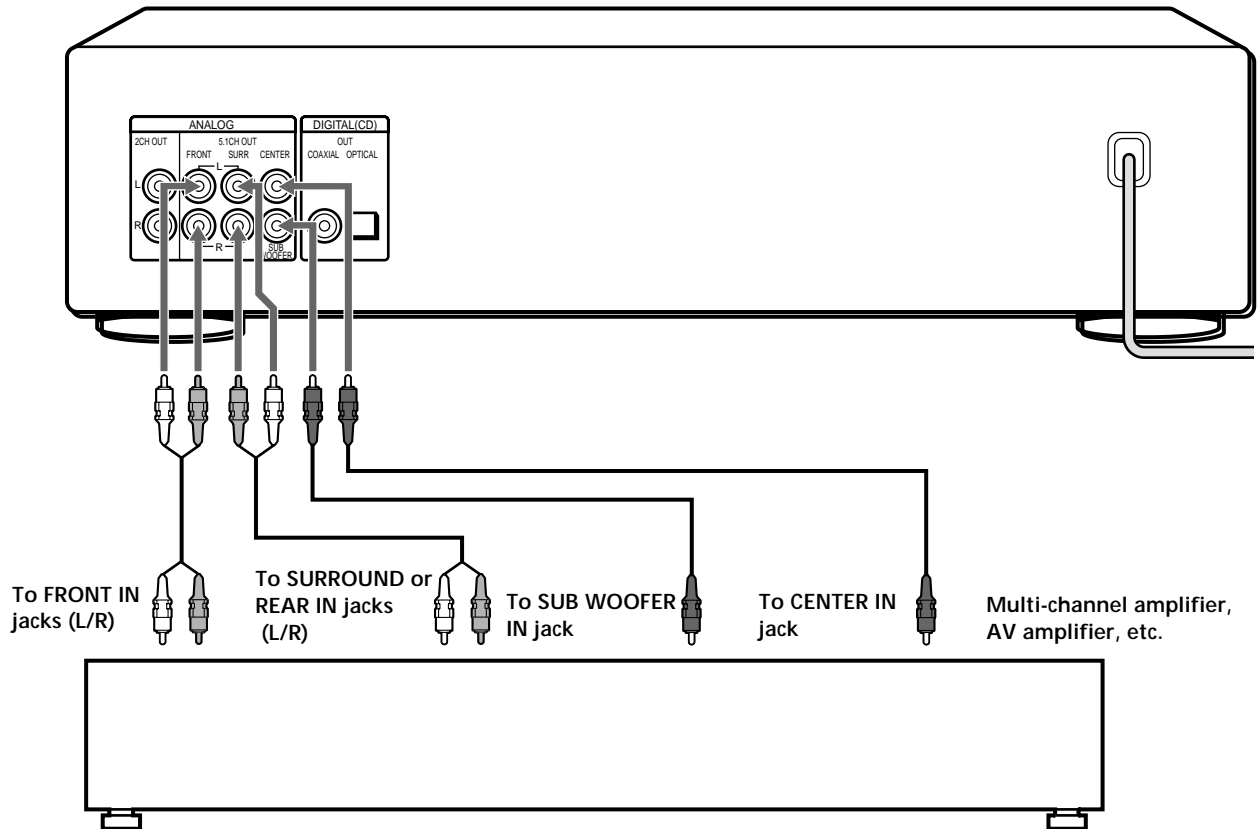 ANALOG
DIGITAL(CD)
2CH OUT
5.1CH OUT
OUT
FRONT
SURR
CENTER
COAXIAL
OPTICAL
L
L
R
R
SUB
WOOFER
To FRONT IN
jacks (L/R)
To SURROUND or
REAR IN jacks
(L/R)
To SUB WOOFER
IN jack
To CENTER IN
jack
Multi-channel amplifier,
AV amplifier, etc.